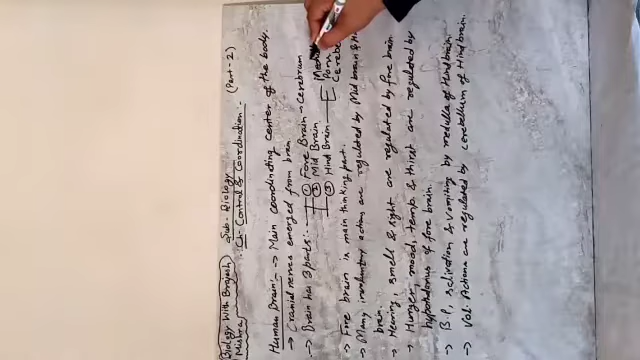 Biology With Brajesh Mishra
Sub- Biology
Ch- Control & Coordination. (Part-2)
Human Brain:- → Main coordinating center of the body.
→ Cranial nerves emerged from brain
→ Brain has 3 parts:- ① Fore Brain - Cerebrum
② Mid Brain
③ Hind Brain
Pons
→ Fore brain is main thinking part.
→ Many involuntary actions are regulated by Mid brain &
brain.
→ Hearing, smell & sight are regulated by fore brain.
→ Hunger, mood, temp. & thirst are regulated by
hypothalamus of fore brain.
→ B.P, salivation & vomiting by medulla of Hind brain
→ Vol. Actions are regulated by cerebellum of Hind brain.